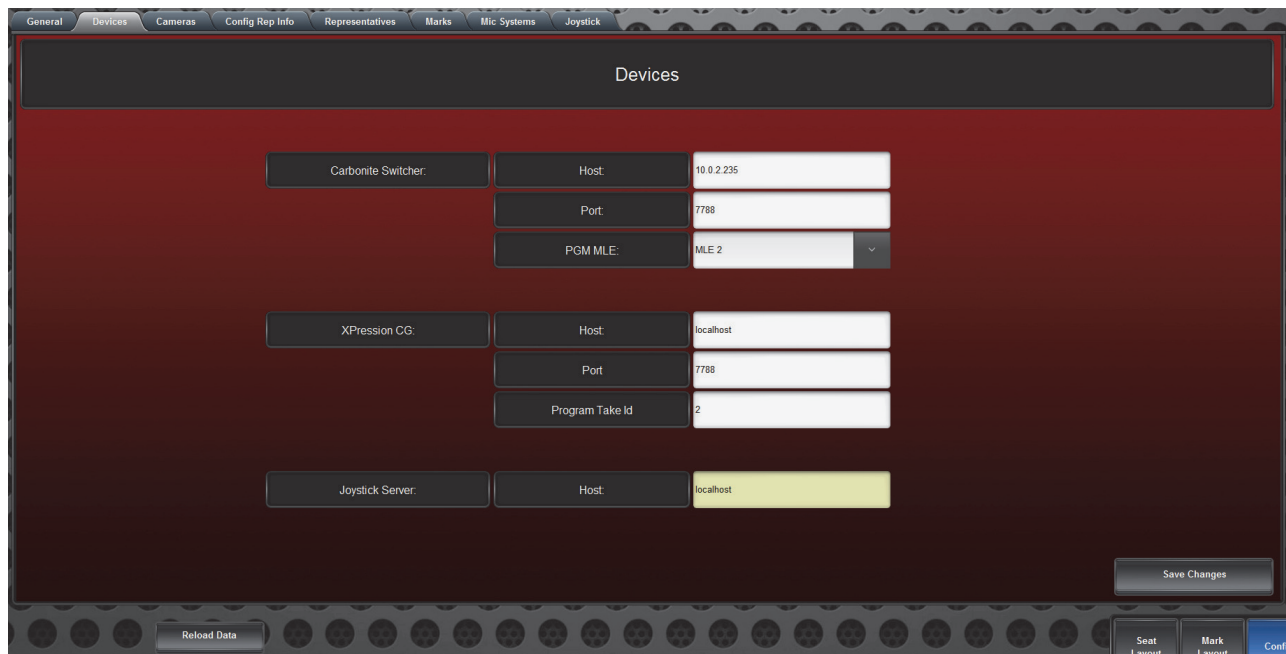 General Devices Cameras Config Rep Info Representatives Marks Mic Systems Joystick
Devices
Carbonite Switcher: Host: 10.0.2.235
Port: 7788
PGM MLE: MLE 2
XPression CG: Host: localhost
Port 7788
Program Take Id 2
Joystick Server: Host: localhost
Save Changes
Reload Data
Seat Mark
Layout Layout